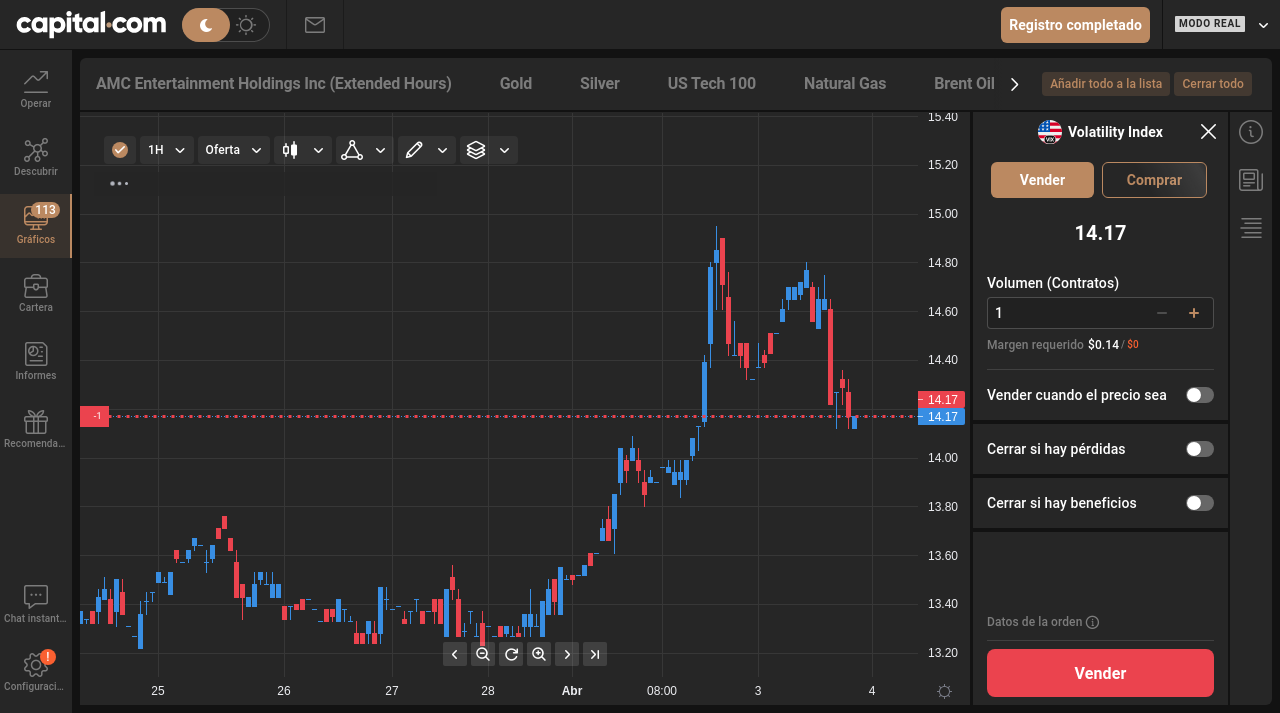 capital.com
Registro completado
MODO REAL
Operar
Descubrir
113
Gráficos
Cartera
Informes
Recomenda...
Chat instant...
!
Configuraci...
AMC Entertainment Holdings Inc (Extended Hours)
Gold
Silver
US Tech 100
Natural Gas
Brent Oil
Añadir todo a la lista
Cerrar todo
1H
Oferta
15.40
15.20
15.00
14.80
14.60
14.40
14.17
14.17
14.00
13.80
13.60
13.40
13.20
-1
25
26
27
28
Abr
08:00
3
4
VIX
Volatility Index
Vender
Comprar
14.17
Volumen (Contratos)
1
Margen requerido $0.14 / $0
Vender cuando el precio sea
Cerrar si hay pérdidas
Cerrar si hay beneficios
Datos de la orden
Vender